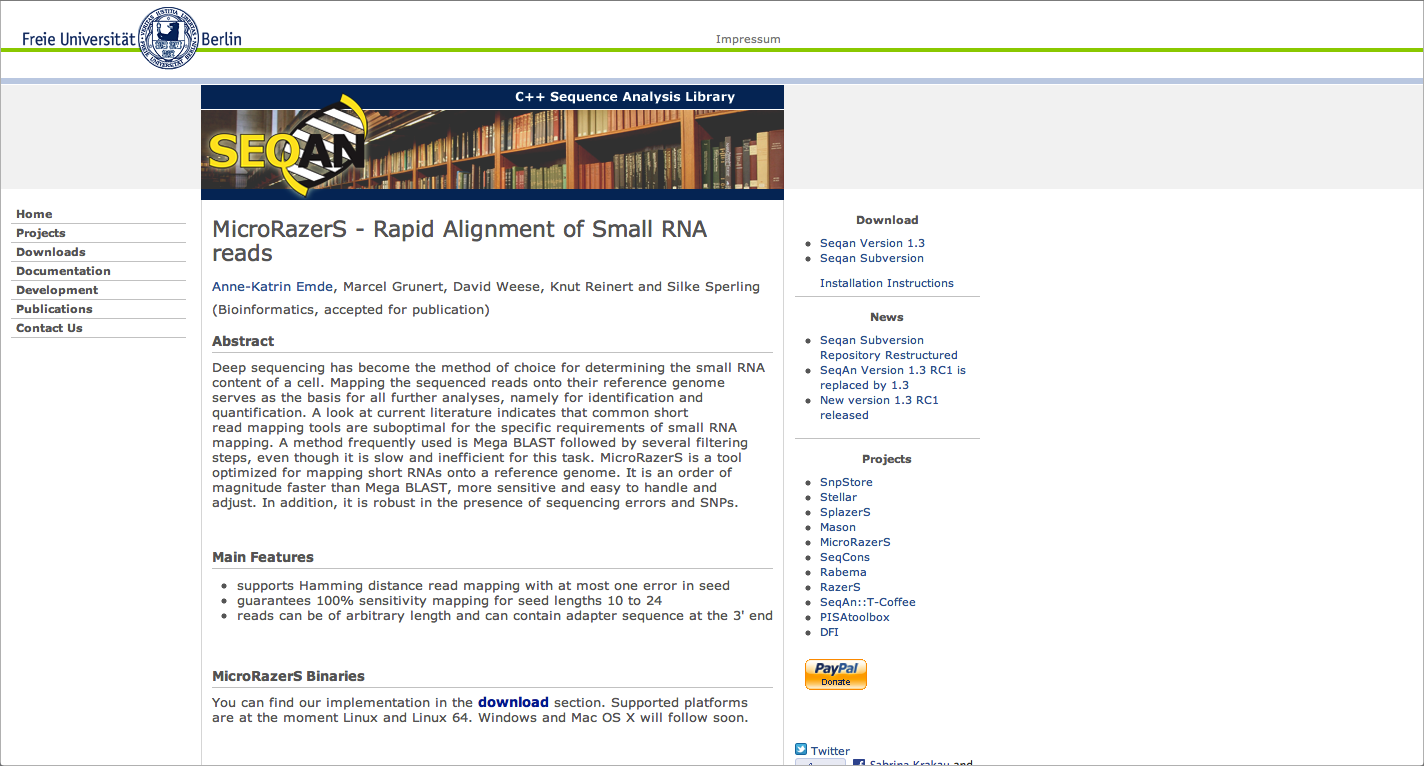 Freie Universität Berlin
Impressum
C++ Sequence Analysis Library
SEQAN
Home
Projects
Downloads
Documentation
Development
Publications
Contact Us
MicroRazerS - Rapid Alignment of Small RNA
reads
Anne-Katrin Emde, Marcel Grunert, David Weese, Knut Reinert and Silke Sperling
(Bioinformatics, accepted for publication)
Abstract
Deep sequencing has become the method of choice for determining the small RNA
content of a cell. Mapping the sequenced reads onto their reference genome
serves as the basis for all further analyses, namely for identification and
quantification. A look at current literature indicates that common short
read mapping tools are suboptimal for the specific requirements of small RNA
mapping. A method frequently used is Mega BLAST followed by several filtering
steps, even though it is slow and inefficient for this task. MicroRazerS is a tool
optimized for mapping short RNAs onto a reference genome. It is an order of
magnitude faster than Mega BLAST, more sensitive and easy to handle and
adjust. In addition, it is robust in the presence of sequencing errors and SNPs.
Main Features
supports Hamming distance read mapping with at most one error in seed
guarantees 100% sensitivity mapping for seed lengths 10 to 24
reads can be of arbitrary length and can contain adapter sequence at the 3' end
MicroRazerS Binaries
You can find our implementation in the download section. Supported platforms
are at the moment Linux and Linux 64. Windows and Mac OS X will follow soon.
Download
Seqan Version 1.3
Seqan Subversion
Installation Instructions
News
Seqan Subversion
Repository Restructured
SeqAn Version 1.3 RC1 is
replaced by 1.3
New version 1.3 RC1
released
Projects
SnpStore
Stellar
SplazerS
Mason
MicroRazerS
SeqCons
Rabema
RazerS
SeqAn::T-Coffee
PISAtoolbox
DFI
PayPal
Donate
Twitter
Sabrina Krakau and